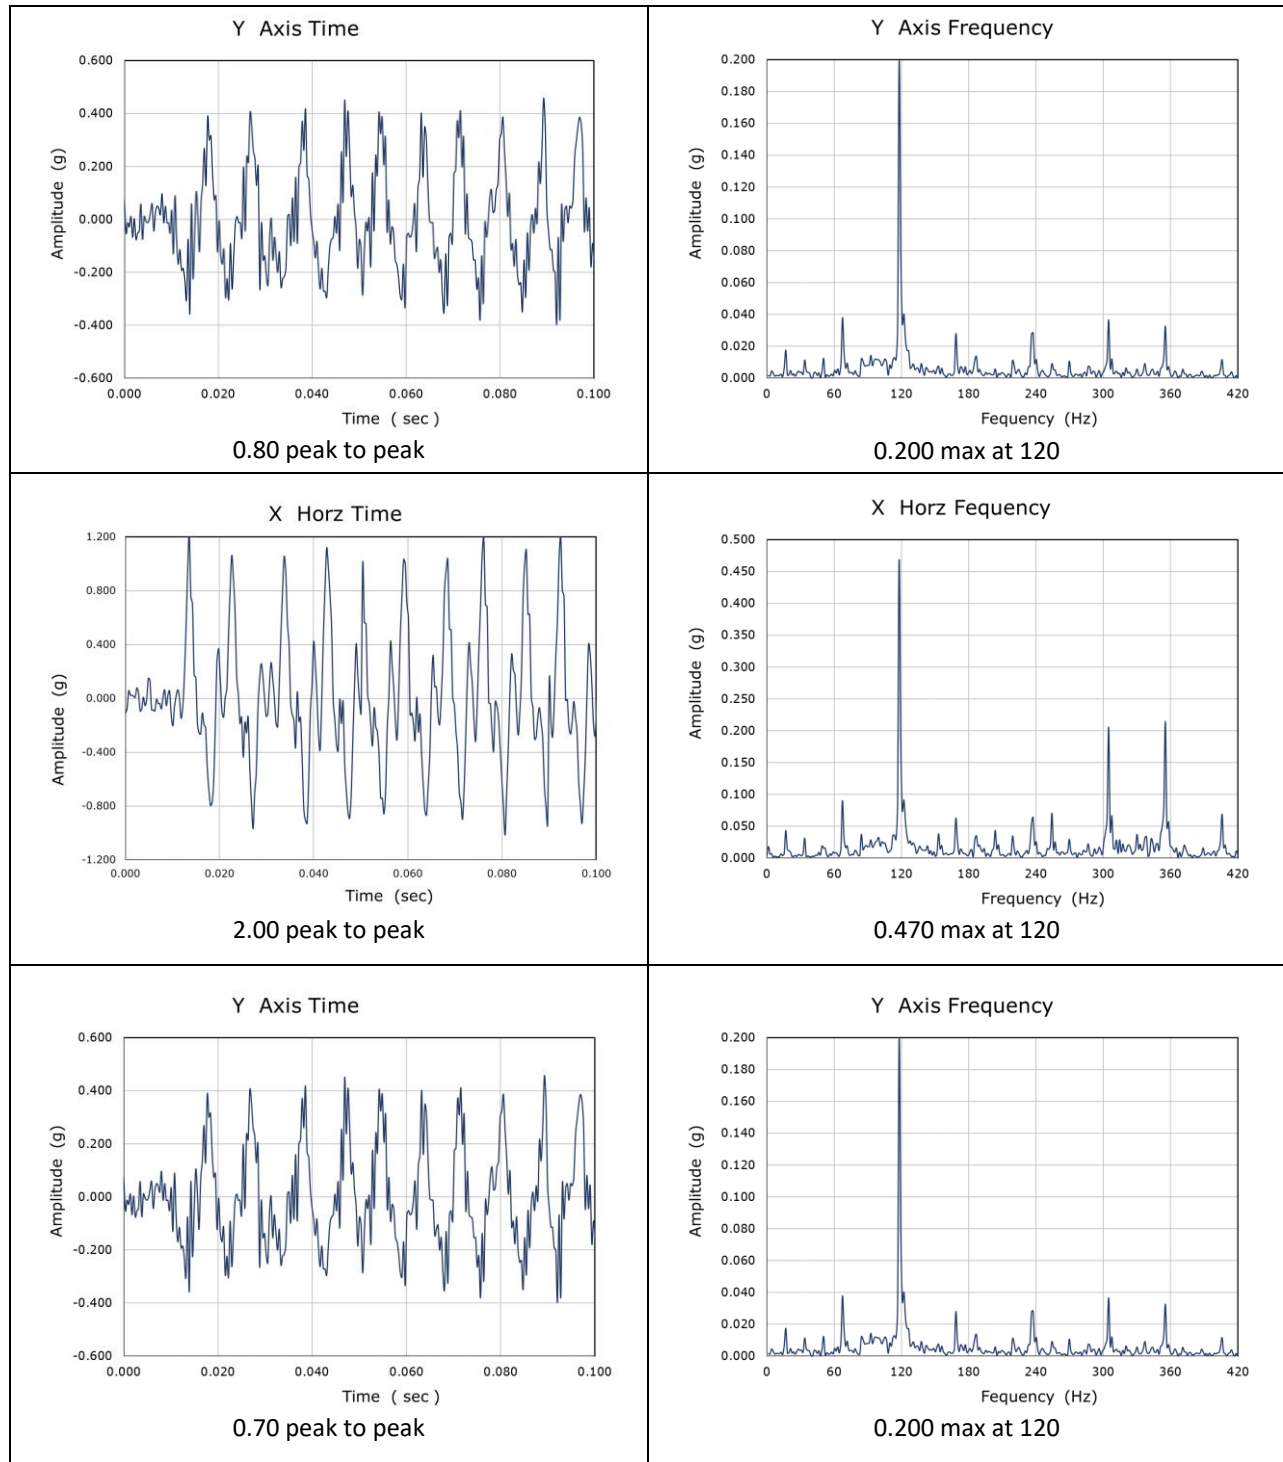 Y Axis Time
0.600
0.400
0.200
0.000
-0.200
-0.400
-0.600
Amplitude (g)
0.000 0.020 0.040 0.060 0.080 0.100
Time ( sec )
0.80 peak to peak
Y Axis Frequency
0.200
0.180
0.160
0.140
0.120
0.100
0.080
0.060
0.040
0.020
0.000
Amplitude (g)
0 60 120 180 240 300 360 420
Fequency (Hz)
0.200 max at 120
X Horz Time
1.200
0.800
0.400
0.000
-0.400
-0.800
-1.200
Amplitude (g)
0.000 0.020 0.040 0.060 0.080 0.100
Time (sec)
2.00 peak to peak
X Horz Fequency
0.500
0.450
0.400
0.350
0.300
0.250
0.200
0.150
0.100
0.050
0.000
Amplitude (g)
0 60 120 180 240 300 360 420
Frequency (Hz)
0.470 max at 120
Y Axis Time
0.600
0.400
0.200
0.000
-0.200
-0.400
-0.600
Amplitude (g)
0.000 0.020 0.040 0.060 0.080 0.100
Time ( sec )
0.70 peak to peak
Y Axis Frequency
0.200
0.180
0.160
0.140
0.120
0.100
0.080
0.060
0.040
0.020
0.000
Amplitude (g)
0 60 120 180 240 300 360 420
Fequency (Hz)
0.200 max at 120